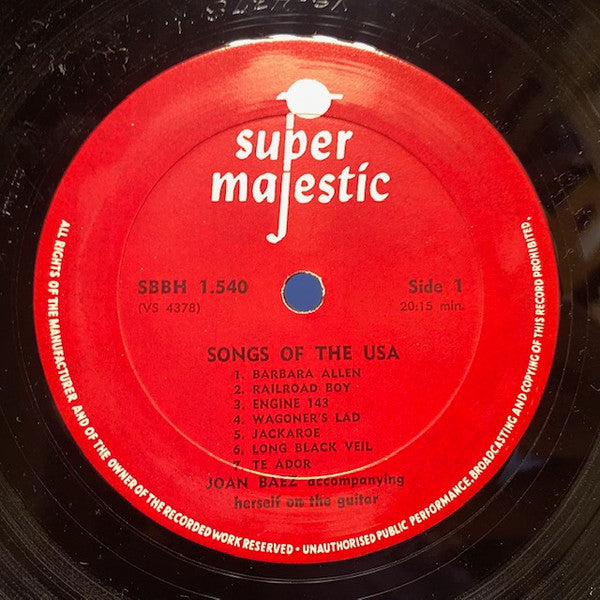 super
majestic
SBBH 1.540
Side 1
(VS 4378)
20:15 min.
SONGS OF THE USA
1. BARBARA ALLEN
2. RAILROAD BOY
3. ENGINE 143
4. WAGONER'S LAD
5. JACKAROE
6. LONG BLACK VEIL
7. TE ADOR
JOAN BAEZ accompanying
herself on the guitar
ALL RIGHTS OF THE MANUFACTURER AND OF THE OWNER OF THE RECORDED WORK RESERVED • UNAUTHORISED PUBLIC PERFORMANCE, BROADCASTING AND COPYING OF THIS RECORD PROHIBITED.